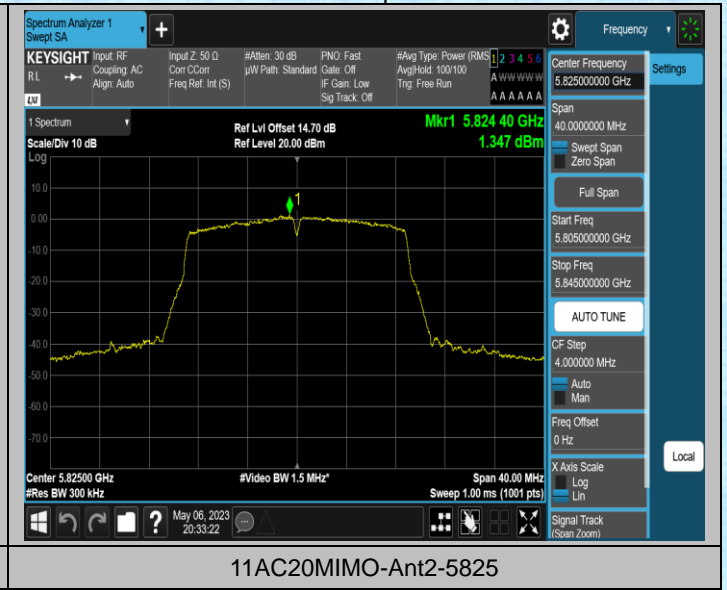 Spectrum Analyzer 1
Swept SA
Frequency
KEYSIGHT
R L
LXI
Input: RF
Coupling: AC
Align: Auto
Input Z: 50 Ω
Corr CCorr
Freq Ref: Int (S)
#Atten: 30 dB
µW Path: Standard
PNO: Fast
Gate: Off
IF Gain: Low
Sig Track: Off
#Avg Type: Power (RMS
Avg|Hold: 100/100
Trig: Free Run
1 2 3 4 5 6
A W W W W W
A A A A A A
Center Frequency
5.825000000 GHz
Settings
Span
40.0000000 MHz
Swept Span
Zero Span
Full Span
Start Freq
5.805000000 GHz
Stop Freq
5.845000000 GHz
AUTO TUNE
CF Step
4.000000 MHz
Auto
Man
Freq Offset
0 Hz
X Axis Scale
Log
Lin
Signal Track
(Span Zoom)
Local
1 Spectrum
Scale/Div 10 dB
Log
Ref Lvl Offset 14.70 dB
Ref Level 20.00 dBm
Mkr1 5.824 40 GHz
1.347 dBm
1
10.0
0.00
-10.0
-20.0
-30.0
-40.0
-50.0
-60.0
-70.0
Center 5.82500 GHz
#Res BW 300 kHz
#Video BW 1.5 MHz*
Span 40.00 MHz
Sweep 1.00 ms (1001 pts)
?
May 06, 2023
20:33:22
11AC20MIMO-Ant2-5825